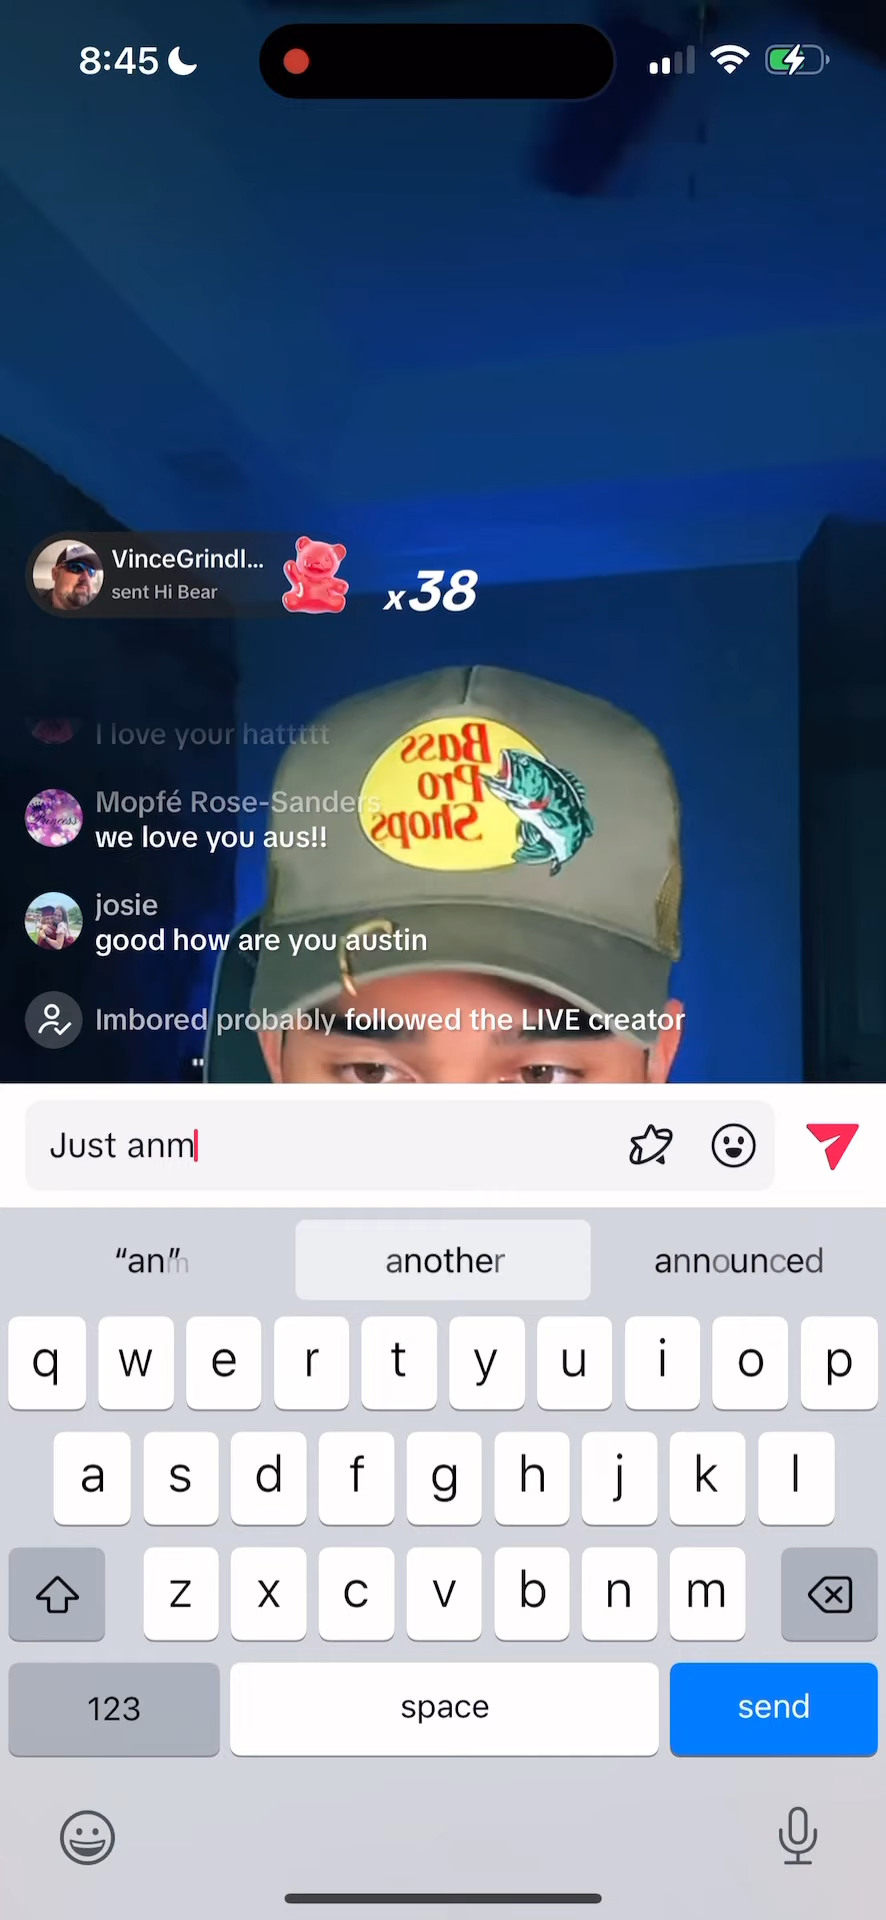 8:45
VinceGrindl...
sent Hi Bear
x38
I love your hattttt
Bass
Pro
Shops
Mopfé Rose-Sanders
we love you aus!!
josie
good how are you austin
Imbored probably followed the LIVE creator
Just anm
“an” another announced
q w e r t y u i o p
a s d f g h j k l
z x c v b n m
123 space send